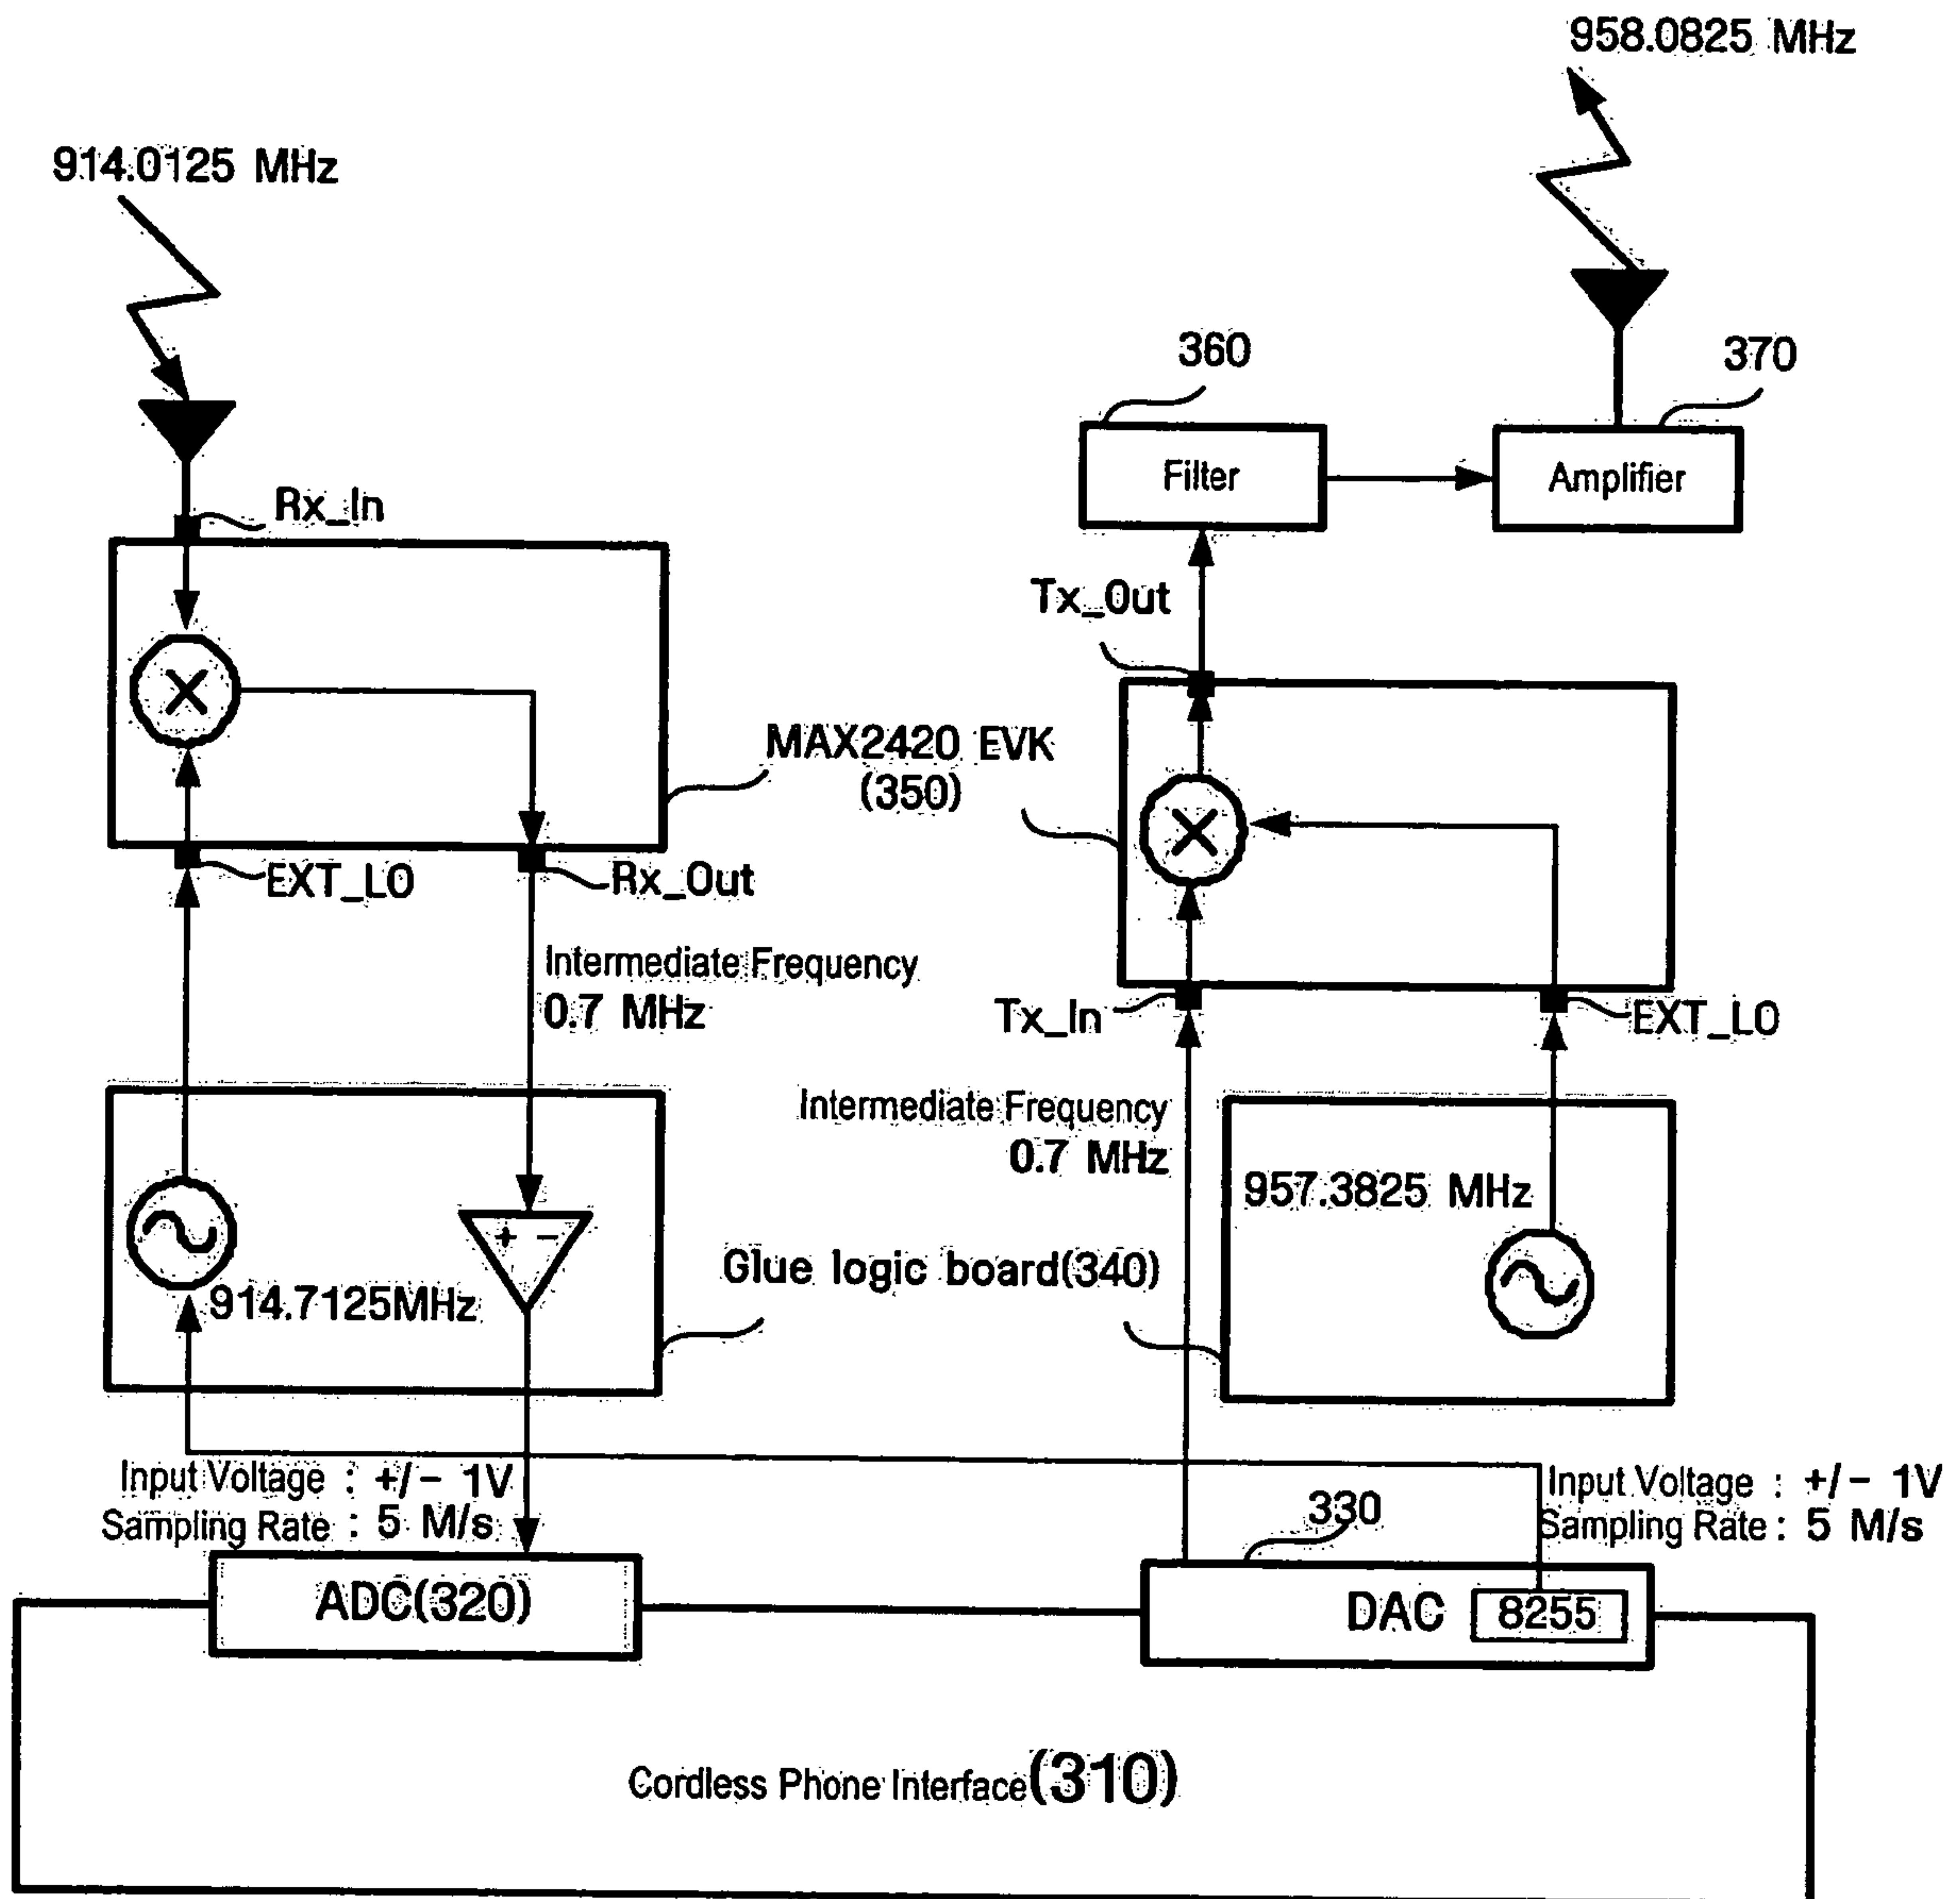 958.0825 MHz
914.0125 MHz
360
370
Filter
Amplifier
Rx_In
Tx_Out
MAX2420 EVK
(350)
EXT_LO
Rx_Out
Intermediate Frequency
0.7 MHz
Tx_In
EXT_LO
Intermediate Frequency
0.7 MHz
957.3825 MHz
+ -
Glue logic board(340)
914.7125MHz
Input Voltage : +/- 1V
Sampling Rate : 5 M/s
330
Input Voltage : +/- 1V
Sampling Rate : 5 M/s
ADC(320)
DAC
8255
Cordless Phone Interface(310)